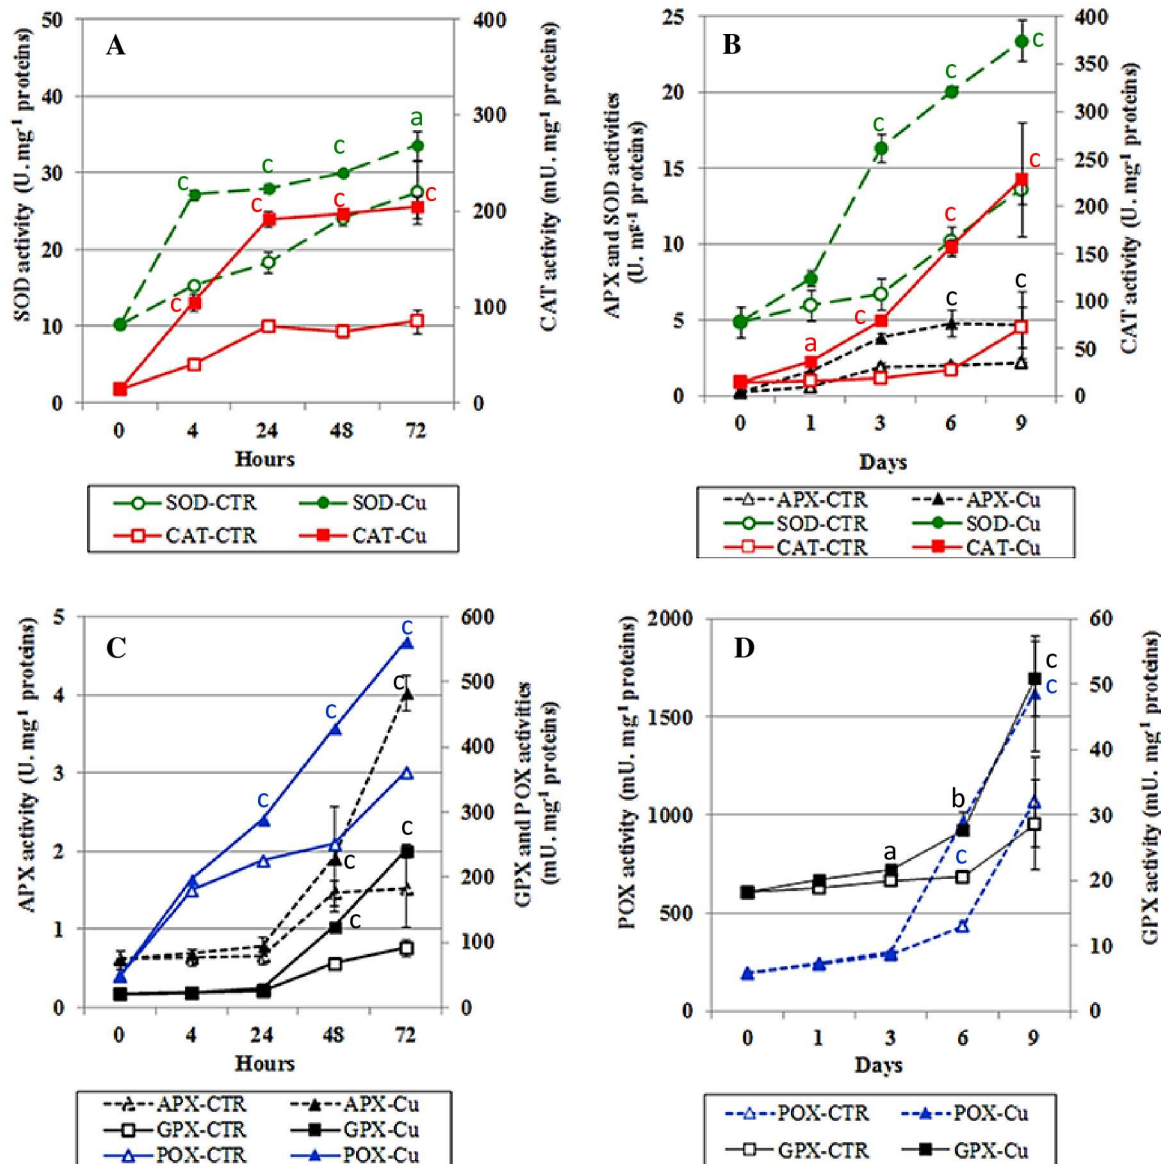 A
SOD activity (U. mg-1 proteins)
50
40
30
20
10
0
400
300
200
100
0
CAT activity (mU. mg-1 proteins)
c
c
c
a
c
c
c
c
0 4 24 48 72
Hours
SOD-CTR SOD-Cu
CAT-CTR CAT-Cu
B
APX and SOD activities
(U. mg-1 proteins)
25
20
15
10
5
0
400
350
300
250
200
150
100
50
0
CAT activity (U. mg-1 proteins)
c
c
c
c
c
c
c
c
a
0 1 3 6 9
Days
APX-CTR APX-Cu
SOD-CTR SOD-Cu
CAT-CTR CAT-Cu
C
APX activity (U. mg-1 proteins)
5
4
3
2
1
0
600
500
400
300
200
100
0
GPX and POX activities
(mU. mg-1 proteins)
c
c
c
c
c
c
c
0 4 24 48 72
Hours
APX-CTR APX-Cu
GPX-CTR GPX-Cu
POX-CTR POX-Cu
D
POX activity (mU. mg-1 proteins)
2000
1500
1000
500
0
60
50
40
30
20
10
0
GPX activity (mU. mg-1 proteins)
c
c
b
a
c
0 1 3 6 9
Days
POX-CTR POX-Cu
GPX-CTR GPX-Cu